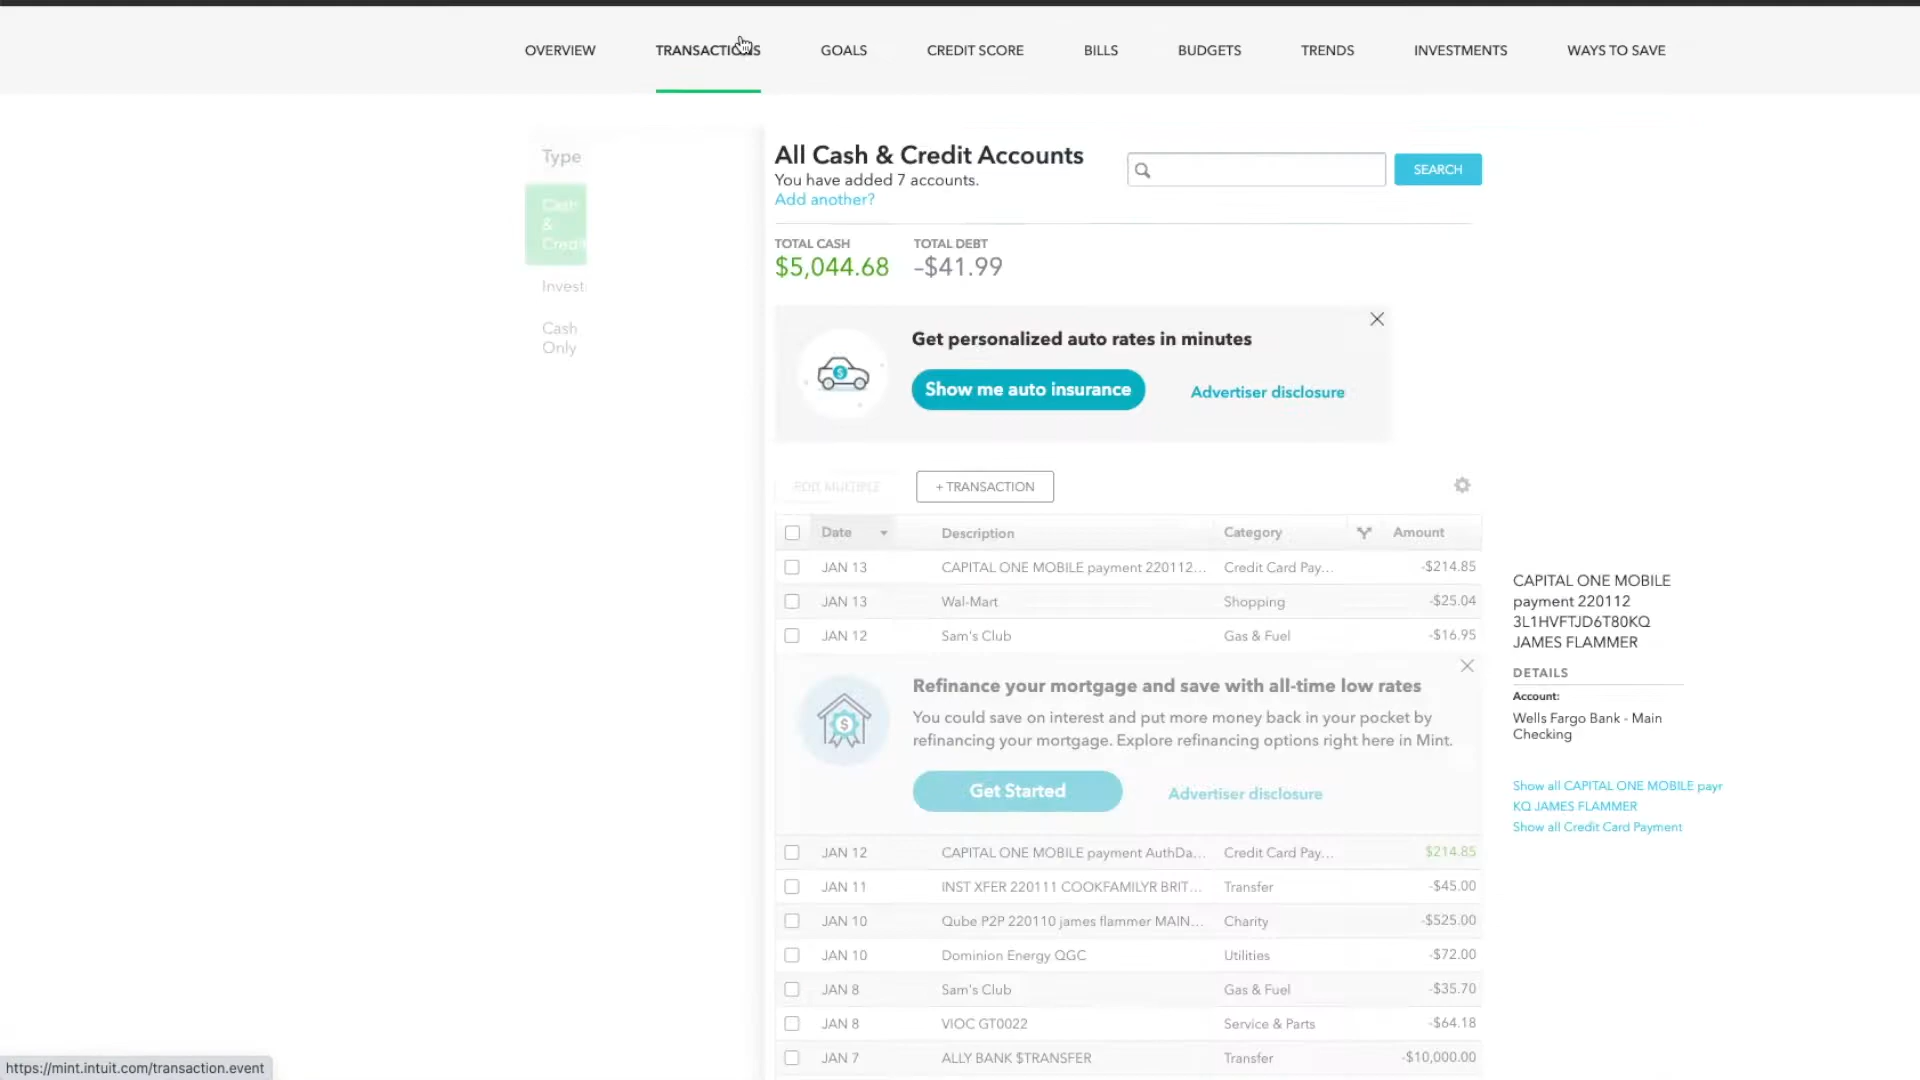 OVERVIEW TRANSACTIONS GOALS CREDIT SCORE BILLS BUDGETS TRENDS INVESTMENTS WAYS TO SAVE
Type
Cash
&
Credit
Invest
Cash
Only
All Cash & Credit Accounts
You have added 7 accounts.
Add another?
SEARCH
TOTAL CASH TOTAL DEBT
$5,044.68 –$41.99
Get personalized auto rates in minutes
Show me auto insurance Advertiser disclosure
EDIT MULTIPLE + TRANSACTION
Date Description Category Amount
JAN 13 CAPITAL ONE MOBILE payment 220112... Credit Card Pay... -$214.85
JAN 13 Wal-Mart Shopping -$25.04
JAN 12 Sam's Club Gas & Fuel -$16.95
Refinance your mortgage and save with all-time low rates
You could save on interest and put more money back in your pocket by
refinancing your mortgage. Explore refinancing options right here in Mint.
Get Started Advertiser disclosure
JAN 12 CAPITAL ONE MOBILE payment AuthDa... Credit Card Pay... $214.85
JAN 11 INST XFER 220111 COOKFAMILYR BRIT... Transfer -$45.00
JAN 10 Qube P2P 220110 james flammer MAIN... Charity -$525.00
JAN 10 Dominion Energy QGC Utilities -$72.00
JAN 8 Sam's Club Gas & Fuel -$35.70
JAN 8 VIOC GT0022 Service & Parts -$64.18
JAN 7 ALLY BANK $TRANSFER Transfer -$10,000.00
CAPITAL ONE MOBILE
payment 220112
3L1HVFTJD6T80KQ
JAMES FLAMMER
DETAILS
Account:
Wells Fargo Bank - Main
Checking
Show all CAPITAL ONE MOBILE payr
KQ JAMES FLAMMER
Show all Credit Card Payment
https://mint.intuit.com/transaction.event